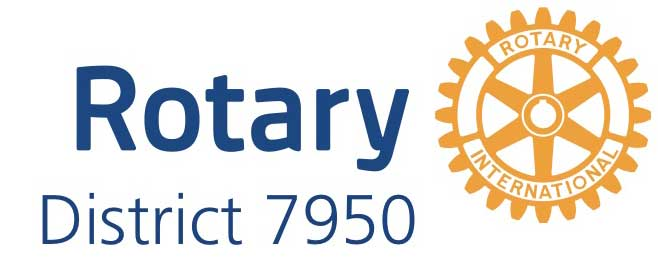 Rotary
District 7950
ROTARY
INTERNATIONAL